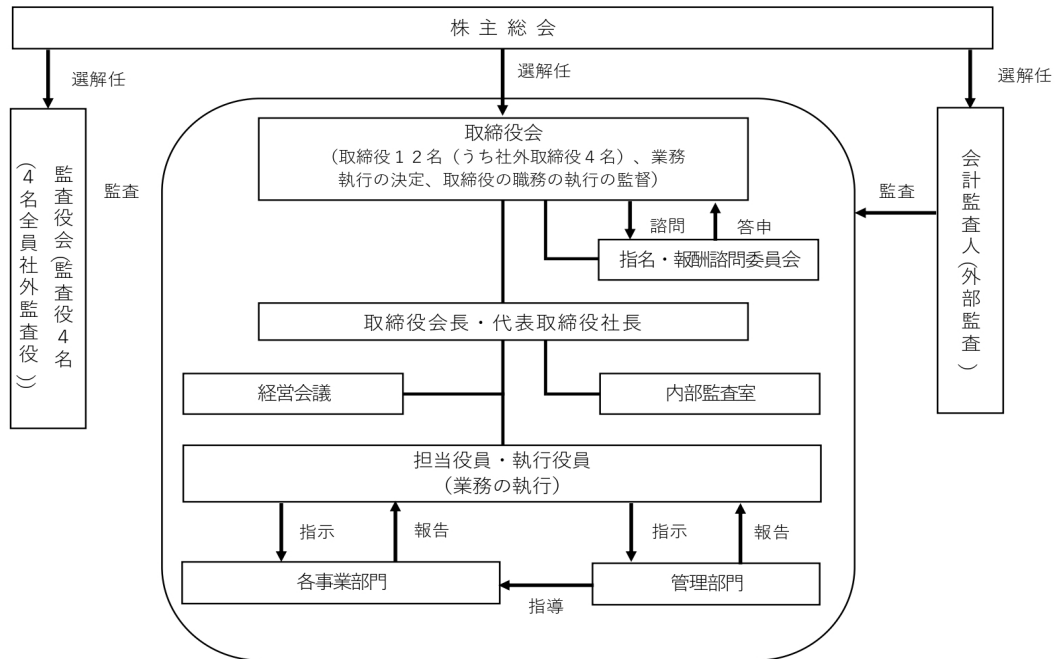 株主総会
選解任
選解任
選解任
監査役会(監査役4名
(4名全員社外監査役))
監査
取締役会
(取締役12名(うち社外取締役4名)、業務
執行の決定、取締役の職務の執行の監督)
諮問
答申
指名・報酬諮問委員会
監査
会計監査人(外部監査)
取締役会長・代表取締役社長
経営会議
内部監査室
担当役員・執行役員
(業務の執行)
指示
報告
指示
報告
各事業部門
管理部門
指導